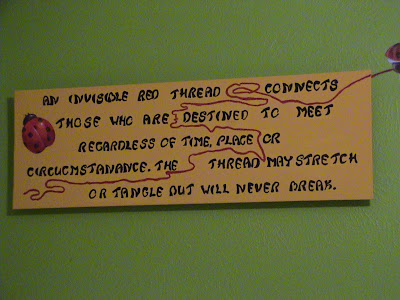 AN INVISIBLE RED THREAD CONNECTS
THOSE WHO ARE DESTINED TO MEET
REGARDLESS OF TIME, PLACE OR
CIRCUMSTANANCE. THE THREAD MAY STRETCH
OR TANGLE BUT WILL NEVER BREAK.